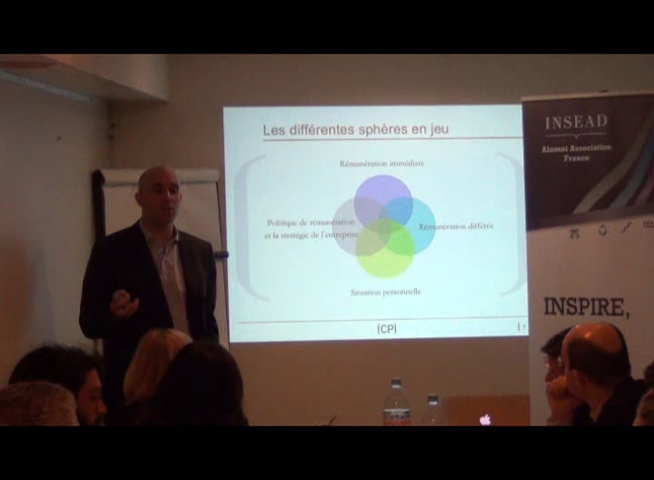 Les différentes sphères en jeu
Rémunération immédiate
Politique de rémunération
et la stratégie de l'entreprise
Rémunération différée
Situation personnelle
(CP)
INSEAD
Alumni Association
France
INSPIRE,